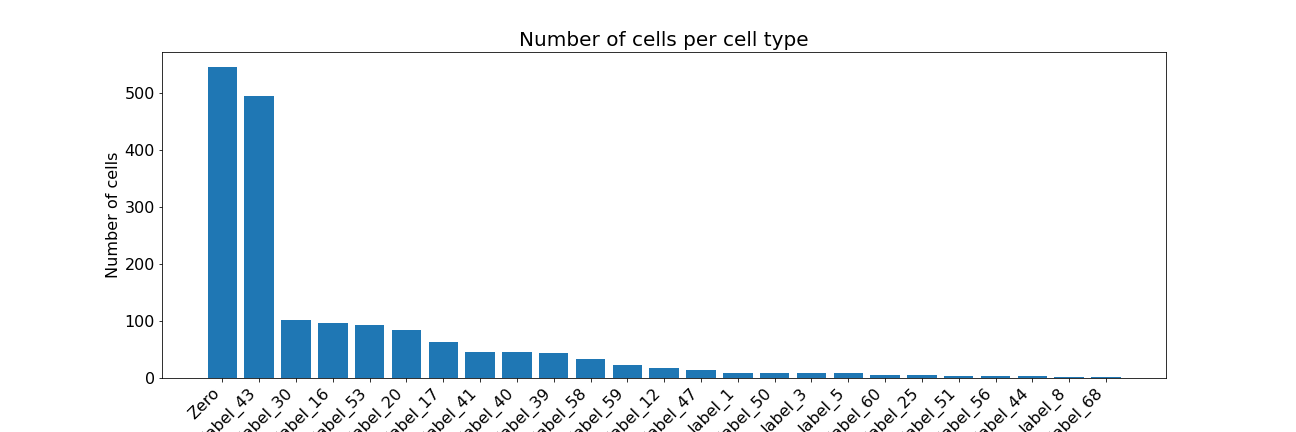 Number of cells per cell type
Number of cells
500
400
300
200
100
0
Zero
abel_43
abel_30
abel_16
abel_53
abel_20
abel_17
abel_41
abel_40
abel_39
abel_58
abel_59
abel_12
abel_47
label_1
abel_50
label_3
label_5
abel_60
abel_25
abel_51
abel_56
abel_44
label_8
abel_68